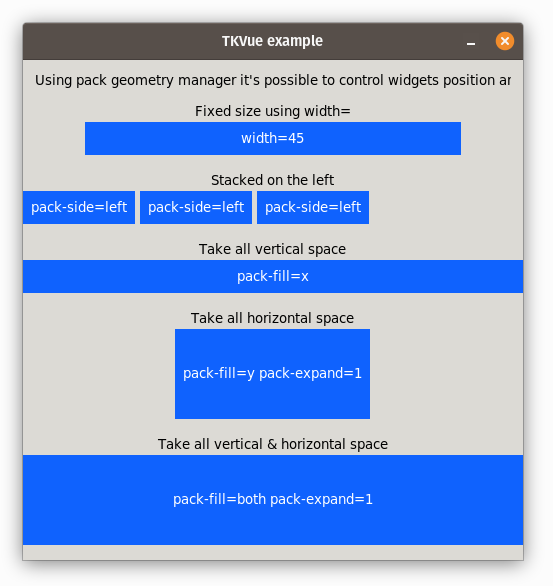 TKVue example
Using pack geometry manager it's possible to control widgets position
Fixed size using width=
width=45
Stacked on the left
pack-side=left pack-side=left pack-side=left
Take all vertical space
pack-fill=x
Take all horizontal space
pack-fill=y pack-expand=1
Take all vertical & horizontal space
pack-fill=both pack-expand=1